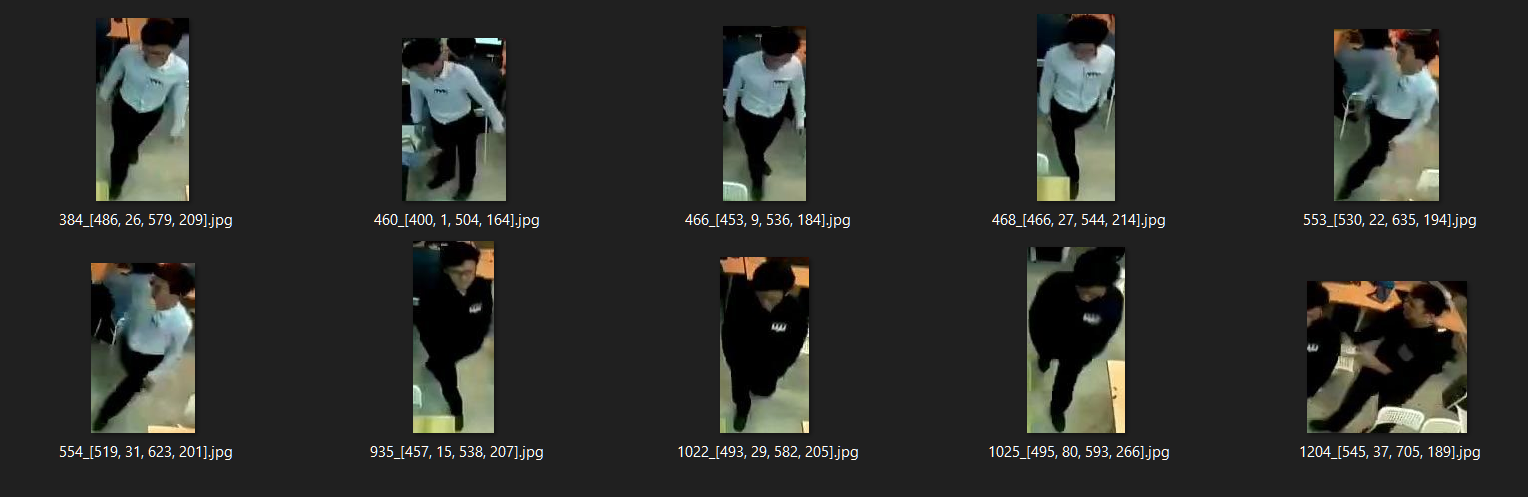 384_[486, 26, 579, 209].jpg
460_[400, 1, 504, 164].jpg
466_[453, 9, 536, 184].jpg
468_[466, 27, 544, 214].jpg
553_[530, 22, 635, 194].jpg
554_[519, 31, 623, 201].jpg
935_[457, 15, 538, 207].jpg
1022_[493, 29, 582, 205].jpg
1025_[495, 80, 593, 266].jpg
1204_[545, 37, 705, 189].jpg